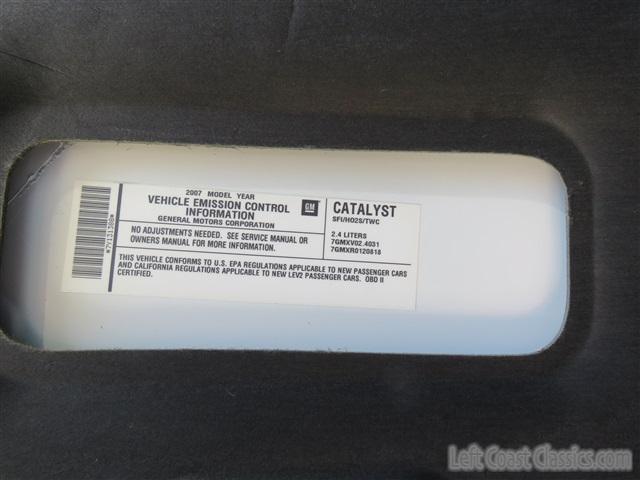 2007 MODEL YEAR
VEHICLE EMISSION CONTROL
INFORMATION
GENERAL MOTORS CORPORATION
GM
CATALYST
SFI/HO2S/TWC
NO ADJUSTMENTS NEEDED. SEE SERVICE MANUAL OR
OWNERS MANUAL FOR MORE INFORMATION.
2.4 LITERS
7GMXV02.4031
7GMXR0120818
THIS VEHICLE CONFORMS TO U.S. EPA REGULATIONS APPLICABLE TO NEW PASSENGER CARS
AND CALIFORNIA REGULATIONS APPLICABLE TO NEW LEV2 PASSENGER CARS. OBD II
CERTIFIED.
Left Coast Classics.com